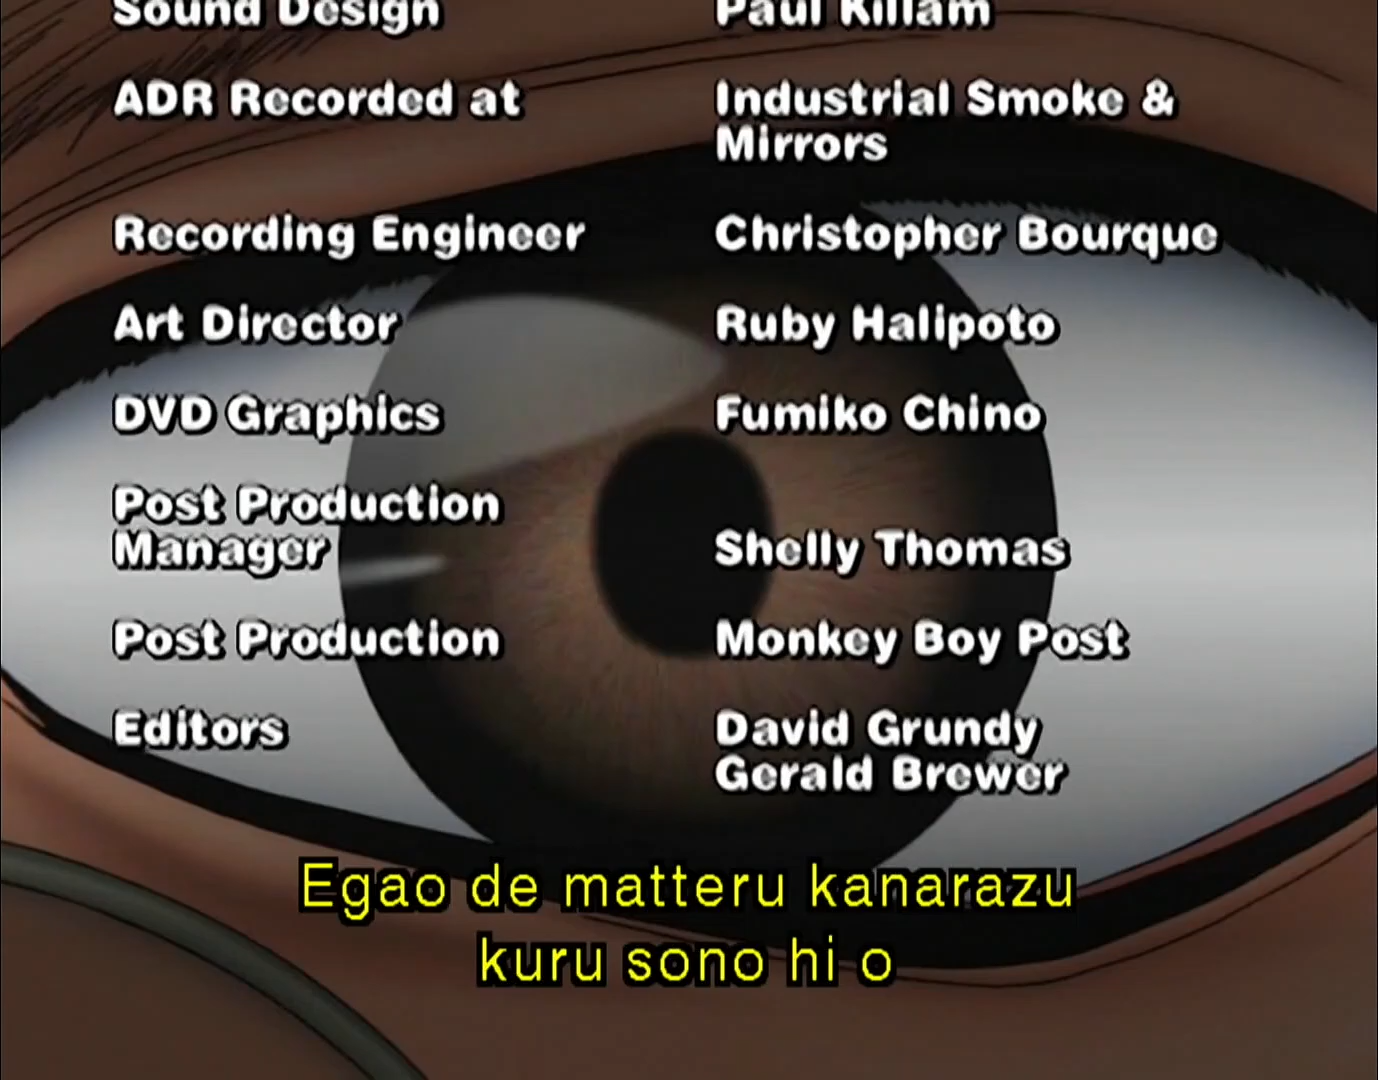 Sound Design Paul Killam
ADR Recorded at Industrial Smoke &
Mirrors
Recording Engineer Christopher Bourque
Art Director Ruby Halipoto
DVD Graphics Fumiko Chino
Post Production
Manager Shelly Thomas
Post Production Monkey Boy Post
Editors David Grundy
Gerald Brewer
Egao de matteru kanarazu
kuru sono hi o